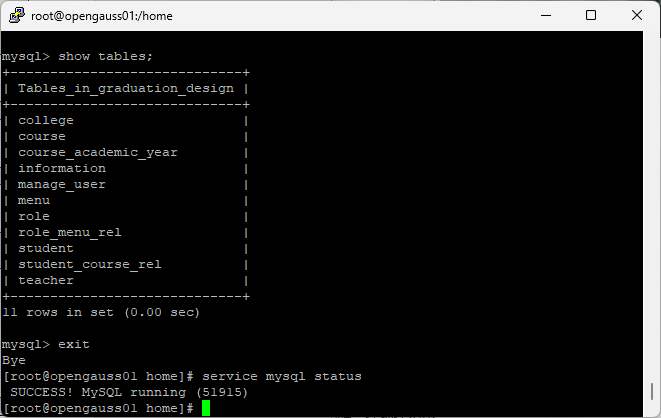 root@opengauss01:/home
mysql> show tables;
+-----------------------------+
| Tables_in_graduation_design |
+-----------------------------+
| college                     |
| course                      |
| course_academic_year        |
| information                 |
| manage_user                 |
| menu                        |
| role                        |
| role_menu_rel               |
| student                     |
| student_course_rel          |
| teacher                     |
+-----------------------------+
11 rows in set (0.00 sec)
mysql> exit
Bye
[root@opengauss01 home]# service mysql status
 SUCCESS! MySQL running (51915)
[root@opengauss01 home]#